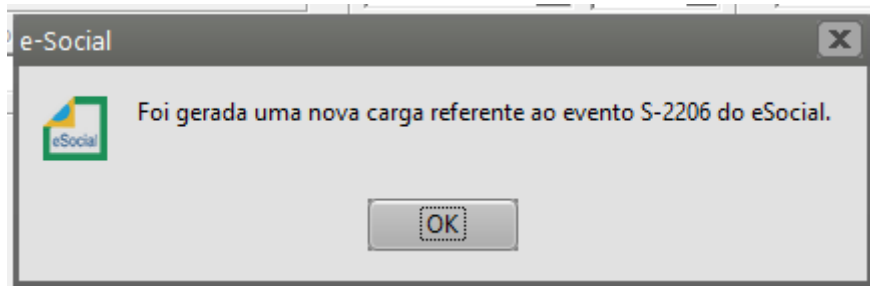 e-Social
eSocial
Foi gerada uma nova carga referente ao evento S-2206 do eSocial.
OK